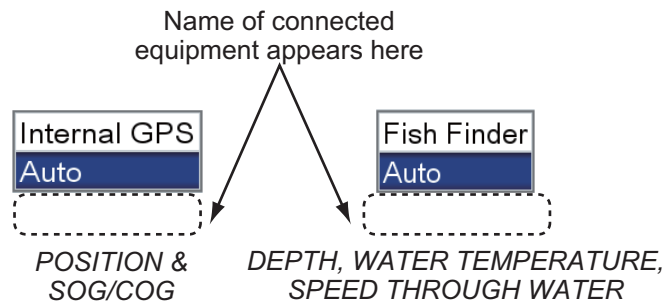 Name of connected
equipment appears here
Internal GPS
Auto
Fish Finder
Auto
POSITION &
SOG/COG
DEPTH, WATER TEMPERATURE,
SPEED THROUGH WATER